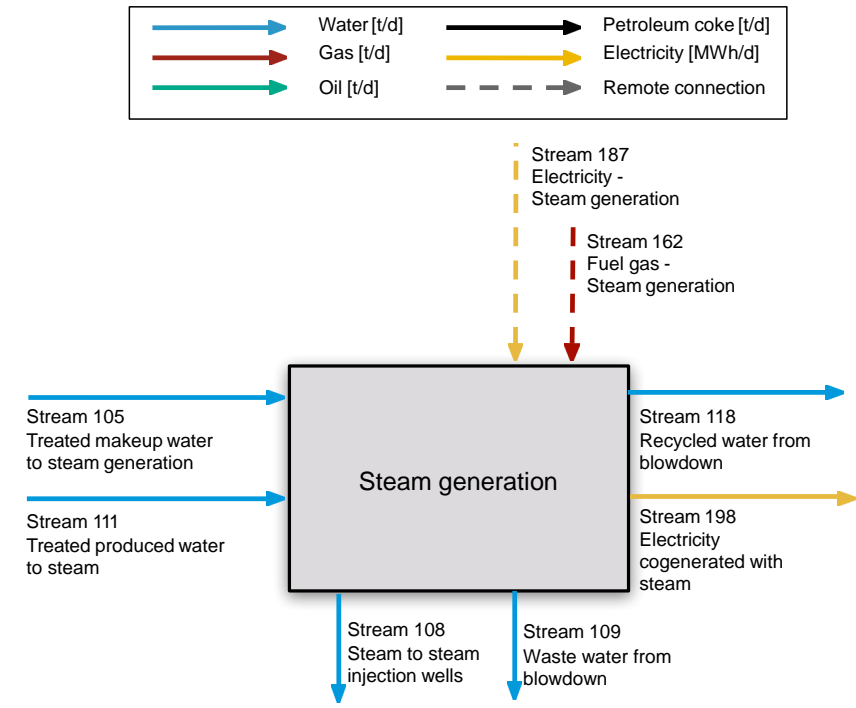 Water [t/d]
Petroleum coke [t/d]
Gas [t/d]
Electricity [MWh/d]
Oil [t/d]
Remote connection
Stream 187
Electricity -
Steam generation
Stream 162
Fuel gas -
Steam generation
Stream 105
Treated makeup water
to steam generation
Stream 111
Treated produced water
to steam
Steam generation
Stream 118
Recycled water from
blowdown
Stream 198
Electricity
cogenerated with
steam
Stream 108
Steam to steam
injection wells
Stream 109
Waste water from
blowdown